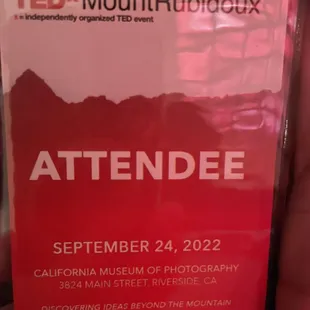 TEDxMountRubidoux
x = independently organized TED event
ATTENDEE
SEPTEMBER 24, 2022
CALIFORNIA MUSEUM OF PHOTOGRAPHY
3824 MAIN STREET, RIVERSIDE, CA
DISCOVERING IDEAS BEYOND THE MOUNTAIN